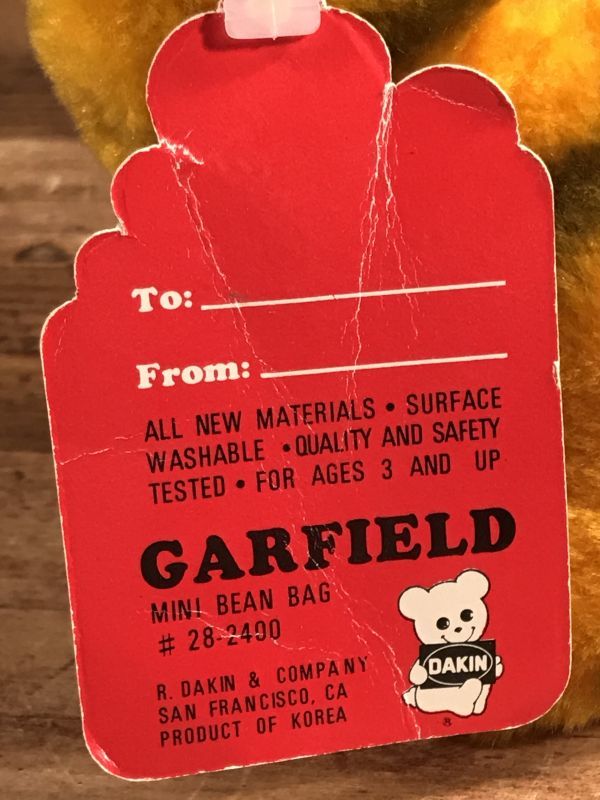 To:
From:
ALL NEW MATERIALS • SURFACE
WASHABLE • QUALITY AND SAFETY
TESTED • FOR AGES 3 AND UP
GARFIELD
MINI BEAN BAG
# 28-2400
DAKIN
R. DAKIN & COMPANY
SAN FRANCISCO, CA
PRODUCT OF KOREA
®